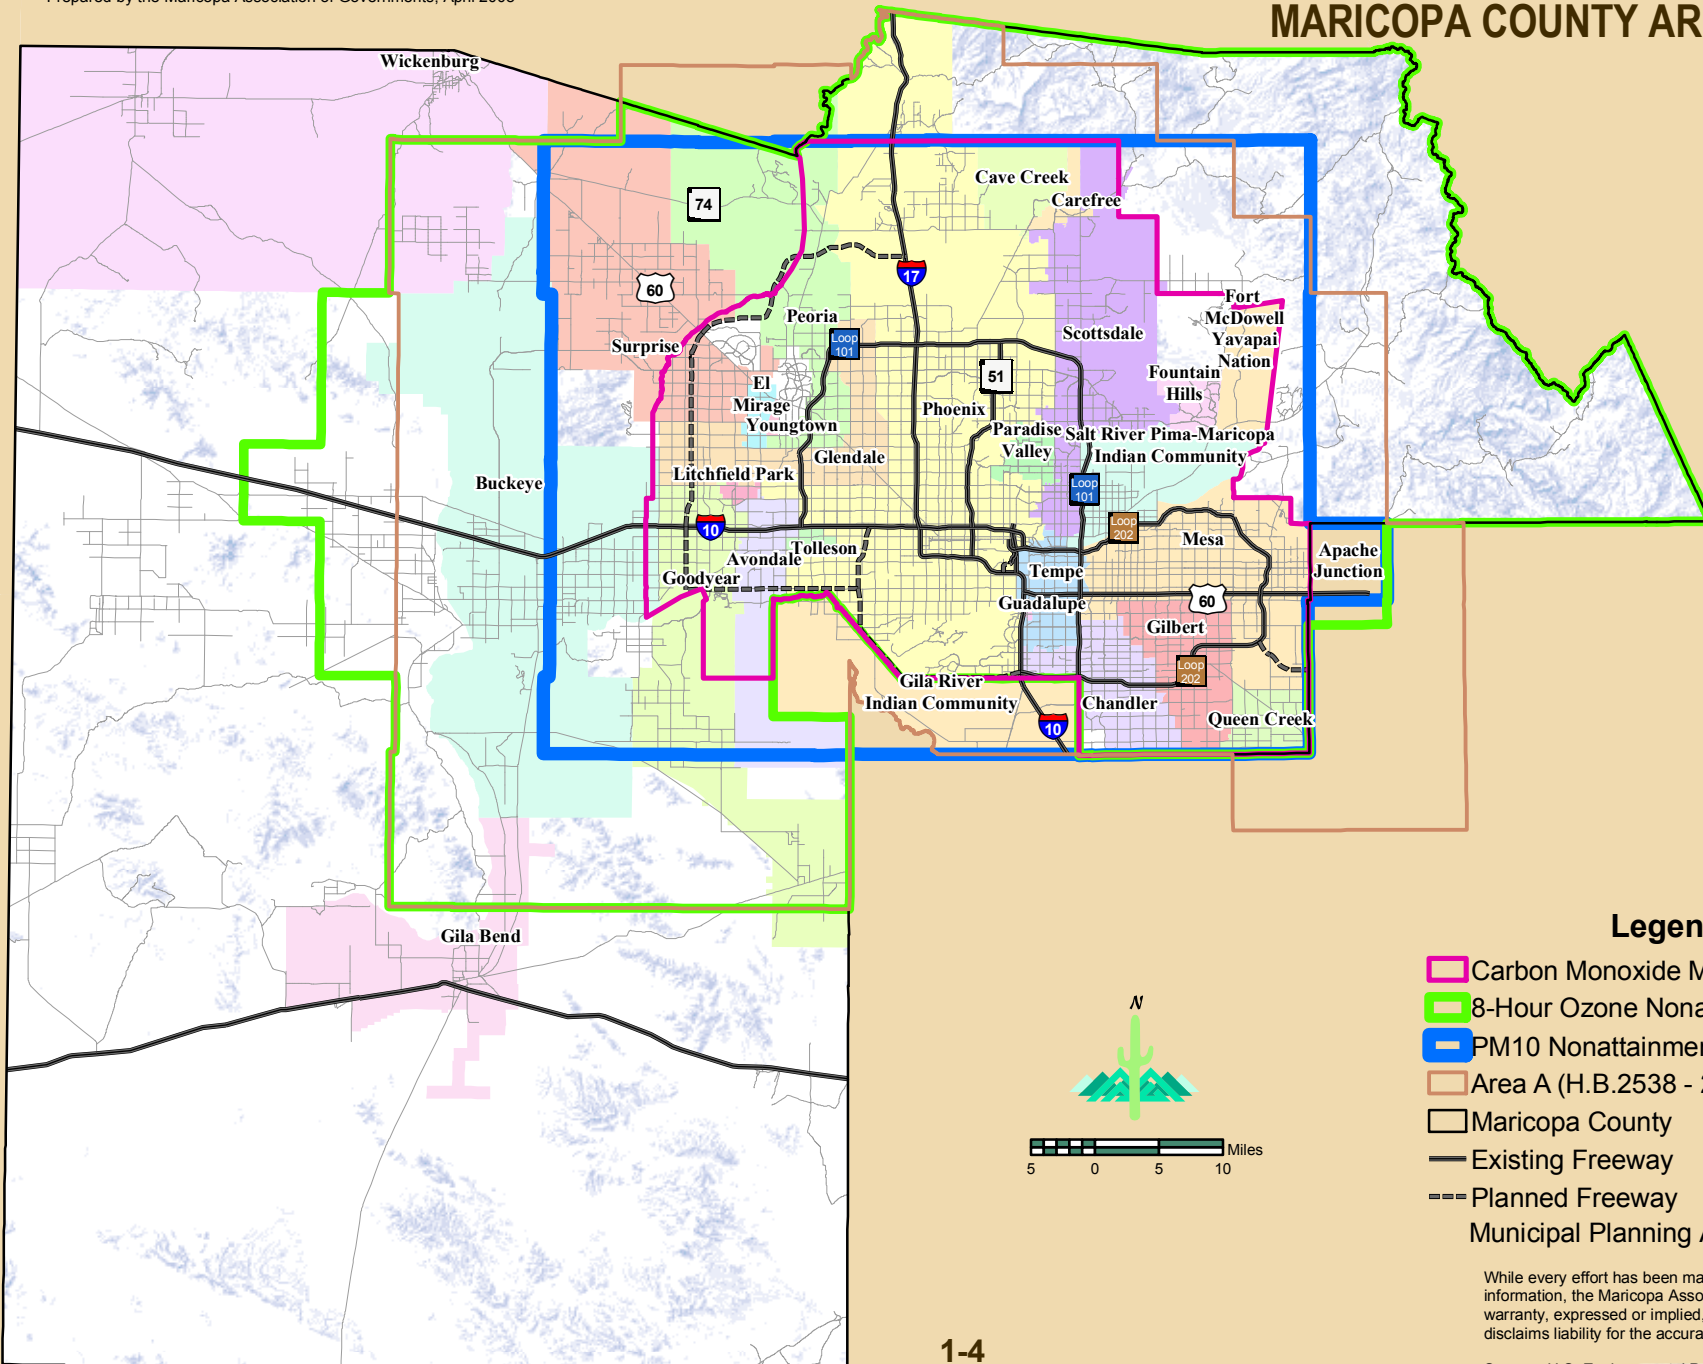 Prepared by the Maricopa Association of Governments, April
MARICOPA COUNTY AR
Wickenburg
Cave Creek
Carefree
74
60
17
Peoria
Surprise
Loop
101
Scottsdale
Fort
McDowell
Yavapai
Nation
Fountain
Hills
51
El
Mirage
Youngtown
Phoenix
Paradise
Valley
Salt River Pima-Maricopa
Indian Community
Glendale
Litchfield Park
Buckeye
Loop
101
10
Loop
202
Mesa
Apache
Junction
Tolleson
Avondale
Goodyear
Tempe
Guadalupe
60
Gilbert
Loop
202
Gila River
Indian Community
Chandler
10
Queen Creek
Gila Bend
N
Miles
5 0 5 10
Legen
Carbon Monoxide M
8-Hour Ozone Nona
PM10 Nonattainmen
Area A (H.B.2538 - 2
Maricopa County
Existing Freeway
Planned Freeway
Municipal Planning A
While every effort has been ma
information, the Maricopa Asso
warranty, expressed or implied,
disclaims liability for the accura
1-4